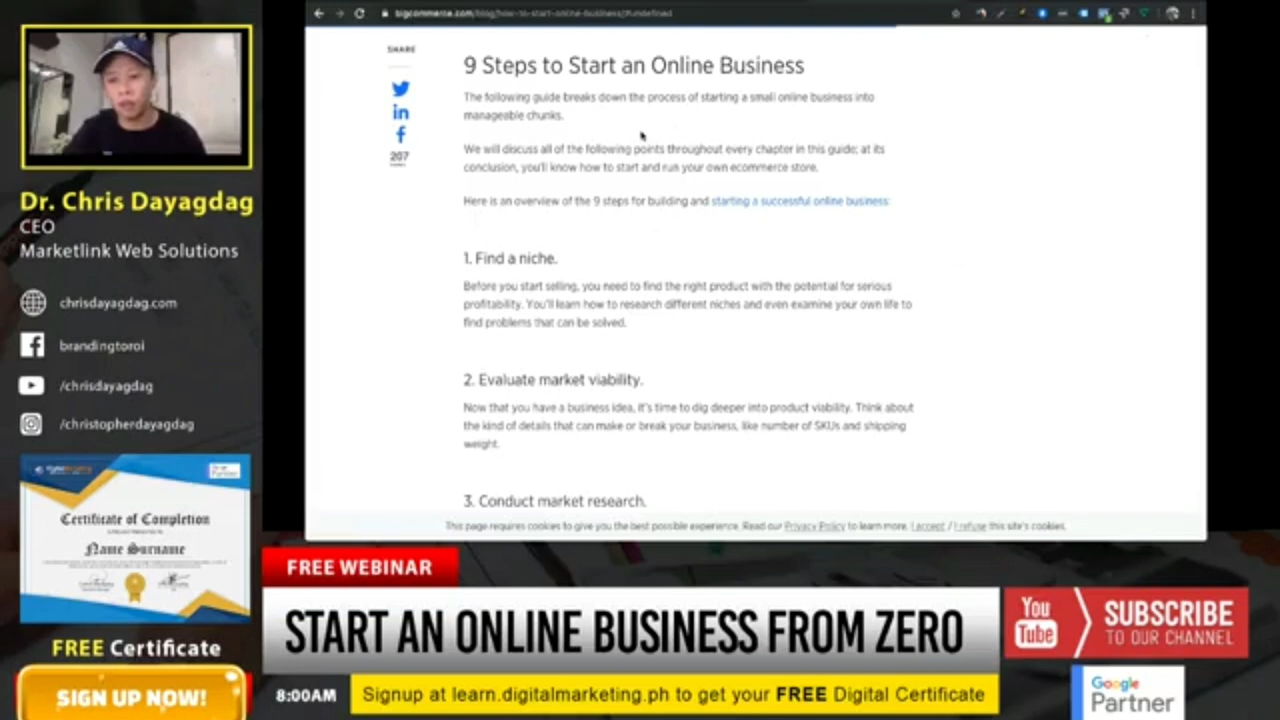 bigcommerce.com/blog/how-to-start-online-business/#undefined
SHARE
207
9 Steps to Start an Online Business
The following guide breaks down the process of starting a small online business into
manageable chunks.
We will discuss all of the following points throughout every chapter in this guide; at its
conclusion, you'll know how to start and run your own ecommerce store.
Here is an overview of the 9 steps for building and starting a successful online business:
1. Find a niche.
Before you start selling, you need to find the right product with the potential for serious
profitability. You'll learn how to research different niches and even examine your own life to
find problems that can be solved.
2. Evaluate market viability.
Now that you have a business idea, it's time to dig deeper into product viability. Think about
the kind of details that can make or break your business, like number of SKUs and shipping
weight.
3. Conduct market research.
This page requires cookies to give you the best possible experience. Read our Privacy Policy to learn more. I accept / I refuse this site's cookies.
Dr. Chris Dayagdag
CEO
Marketlink Web Solutions
chrisdayagdag.com
brandingtoroi
/chrisdayagdag
/christopherdayagdag
Certificate of Completion
Name Surname
FREE Certificate
SIGN UP NOW!
FREE WEBINAR
START AN ONLINE BUSINESS FROM ZERO
8:00AM
Signup at learn.digitalmarketing.ph to get your FREE Digital Certificate
You
Tube
SUBSCRIBE
TO OUR CHANNEL
Google
Partner